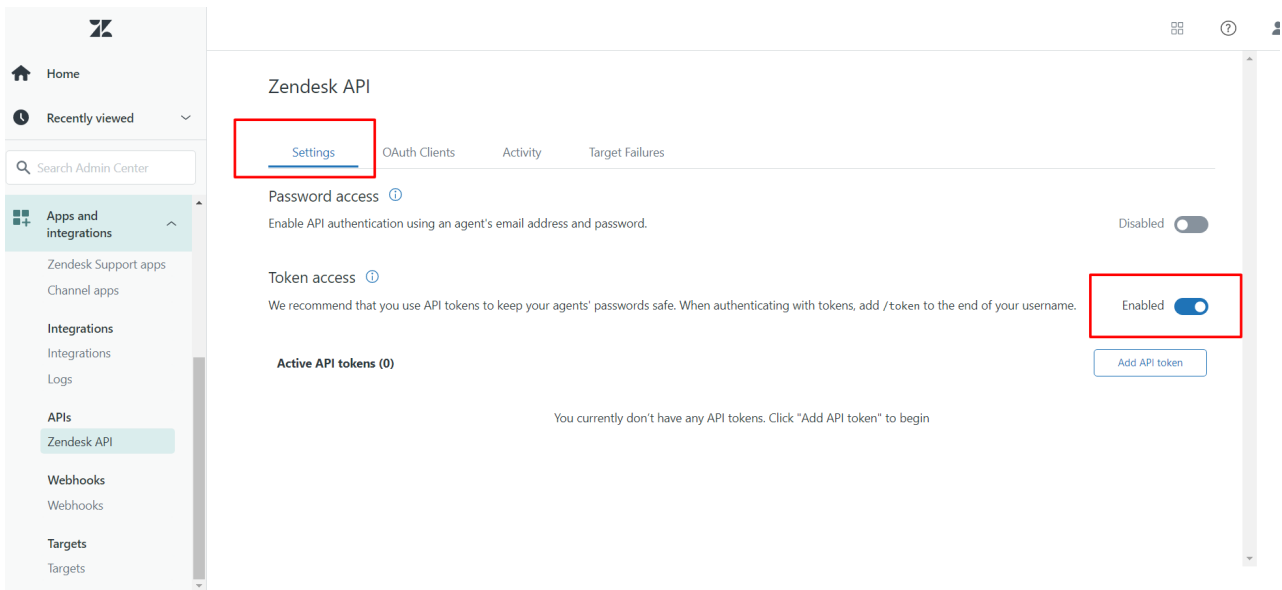 Home
Recently viewed
Search Admin Center
Apps and
integrations
Zendesk Support apps
Channel apps
Integrations
Integrations
Logs
APIs
Zendesk API
Webhooks
Webhooks
Targets
Targets
Zendesk API
Settings OAuth Clients Activity Target Failures
Password access
Enable API authentication using an agent's email address and password. Disabled
Token access
We recommend that you use API tokens to keep your agents' passwords safe. When authenticating with tokens, add /token to the end of your username. Enabled
Active API tokens (0) Add API token
You currently don't have any API tokens. Click "Add API token" to begin